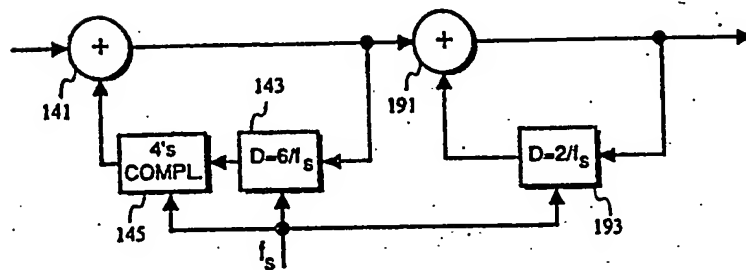 +
141
143
4's
COMPL.
145
D=6/fs
fs
+
191
D=2/fs
193